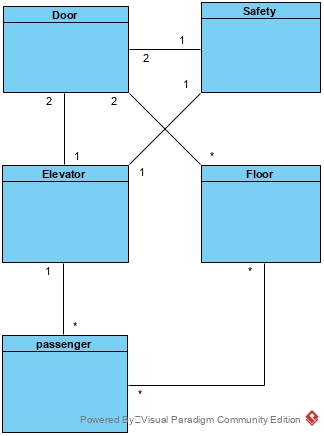 Door
Safety
1
2
2
2
1
1
*
Elevator
1
Floor
1
*
*
passenger
*
Powered By Visual Paradigm Community Edition